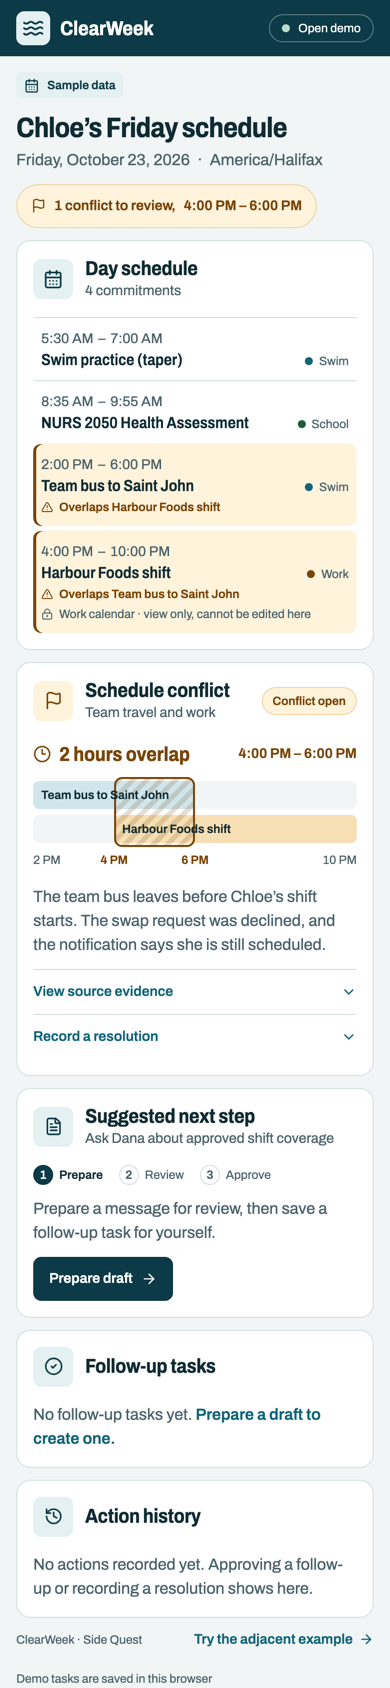 ClearWeek
Open demo
Sample data
Chloe’s Friday schedule
Friday, October 23, 2026 · America/Halifax
1 conflict to review, 4:00 PM – 6:00 PM
Day schedule
4 commitments
5:30 AM – 7:00 AM
Swim practice (taper)
Swim
8:35 AM – 9:55 AM
NURS 2050 Health Assessment
School
2:00 PM – 6:00 PM
Team bus to Saint John
Swim
Overlaps Harbour Foods shift
4:00 PM – 10:00 PM
Harbour Foods shift
Work
Overlaps Team bus to Saint John
Work calendar · view only, cannot be edited here
Schedule conflict
Team travel and work
Conflict open
2 hours overlap
4:00 PM – 6:00 PM
Team bus to Saint John
Harbour Foods shift
2 PM 4 PM 6 PM 10 PM
The team bus leaves before Chloe’s shift
starts. The swap request was declined, and
the notification says she is still scheduled.
View source evidence
Record a resolution
Suggested next step
Ask Dana about approved shift coverage
1 Prepare 2 Review 3 Approve
Prepare a message for review, then save a
follow-up task for yourself.
Prepare draft
Follow-up tasks
No follow-up tasks yet. Prepare a draft to
create one.
Action history
No actions recorded yet. Approving a follow-
up or recording a resolution shows here.
ClearWeek · Side Quest
Try the adjacent example
Demo tasks are saved in this browser